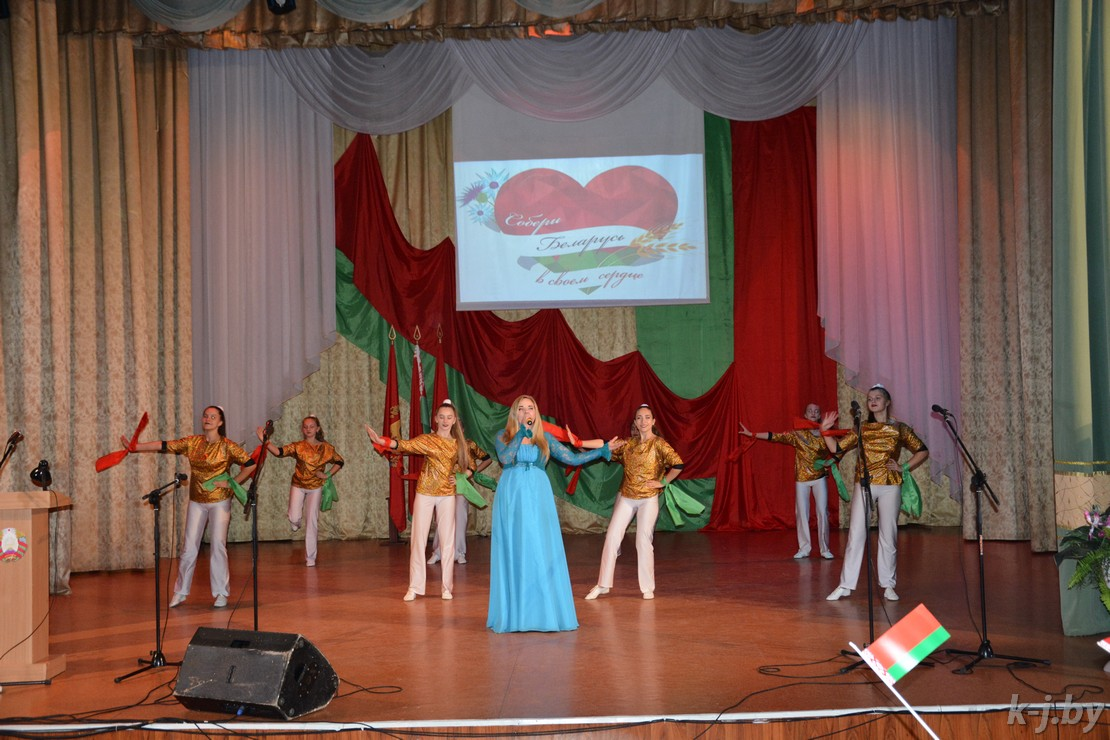 Собери
Беларусь
в своем сердце
k-j.by